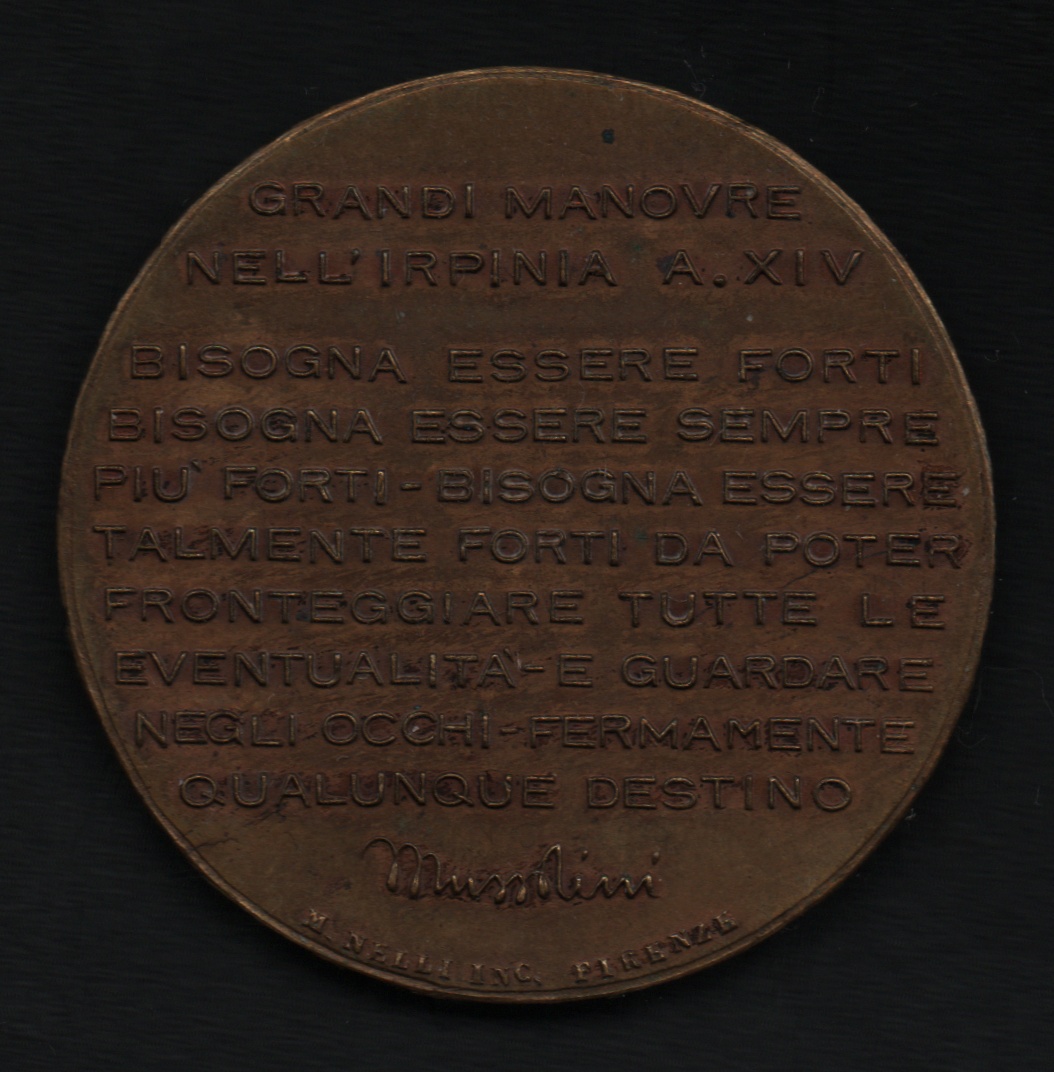 GRANDI MANOVRE
NELL'IRPINIA A. XIV
BISOGNA ESSERE FORTI
BISOGNA ESSERE SEMPRE
PIU' FORTI - BISOGNA ESSERE
TALMENTE FORTI DA POTER
FRONTEGGIARE TUTTE LE
EVENTUALITA' - E GUARDARE
NEGLI OCCHI - FERMAMENTE
QUALUNQUE DESTINO
Mussolini
M. NELLI INC. FIRENZE